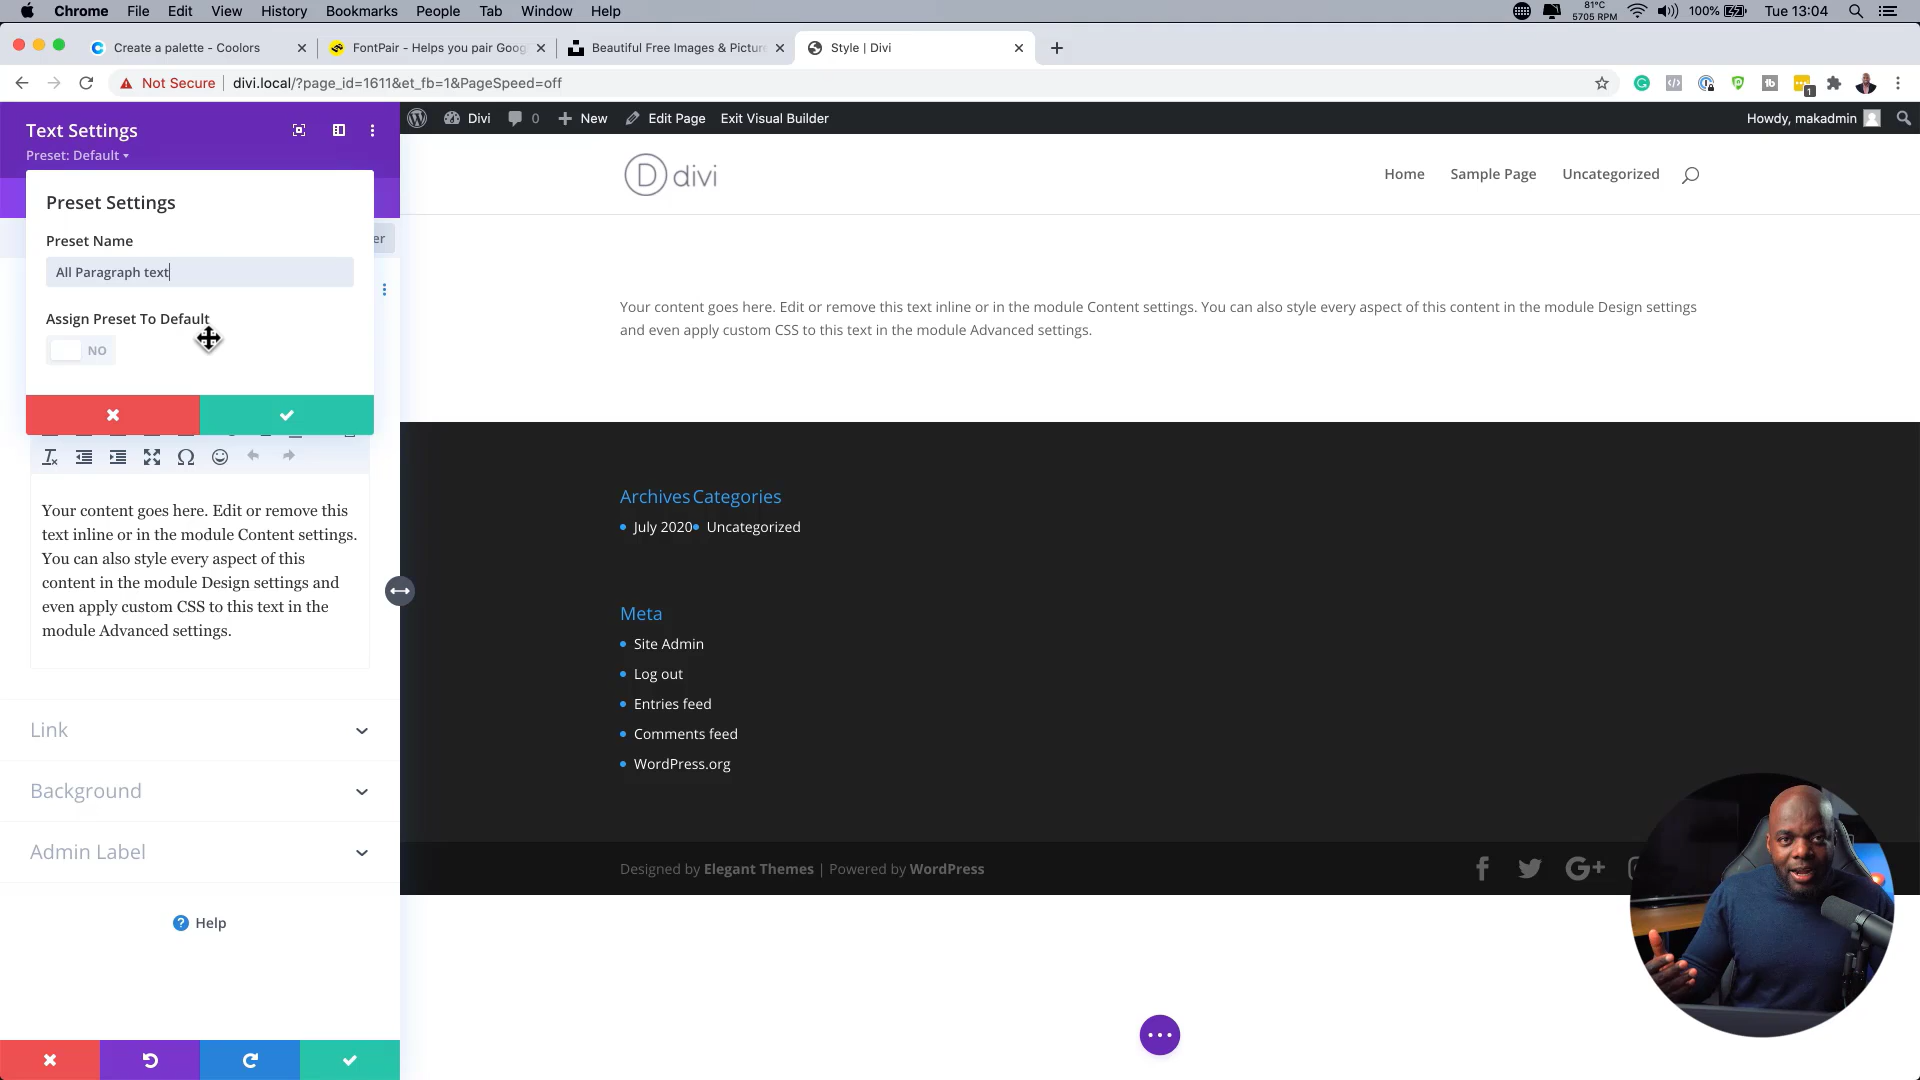 Chrome File Edit View History Bookmarks People Tab Window Help
81°C
5705 RPM
100%
Tue 13:04
Create a palette - Coolors
FontPair - Helps you pair Goog
Beautiful Free Images & Picture
Style | Divi
Not Secure
divi.local/?page_id=1611&et_fb=1&PageSpeed=off
1
Text Settings
Preset: Default
Divi
0
New
Edit Page
Exit Visual Builder
Howdy, makadmin
Preset Settings
Preset Name
All Paragraph text
Assign Preset To Default
NO
er
D divi
Home
Sample Page
Uncategorized
Your content goes here. Edit or remove this text inline or in the module Content settings. You can also style every aspect of this content in the module Design settings
and even apply custom CSS to this text in the module Advanced settings.
Your content goes here. Edit or remove this
text inline or in the module Content settings.
You can also style every aspect of this
content in the module Design settings and
even apply custom CSS to this text in the
module Advanced settings.
Link
Background
Admin Label
Help
Archives Categories
July 2020 Uncategorized
Meta
Site Admin
Log out
Entries feed
Comments feed
WordPress.org
Designed by Elegant Themes | Powered by WordPress
G+